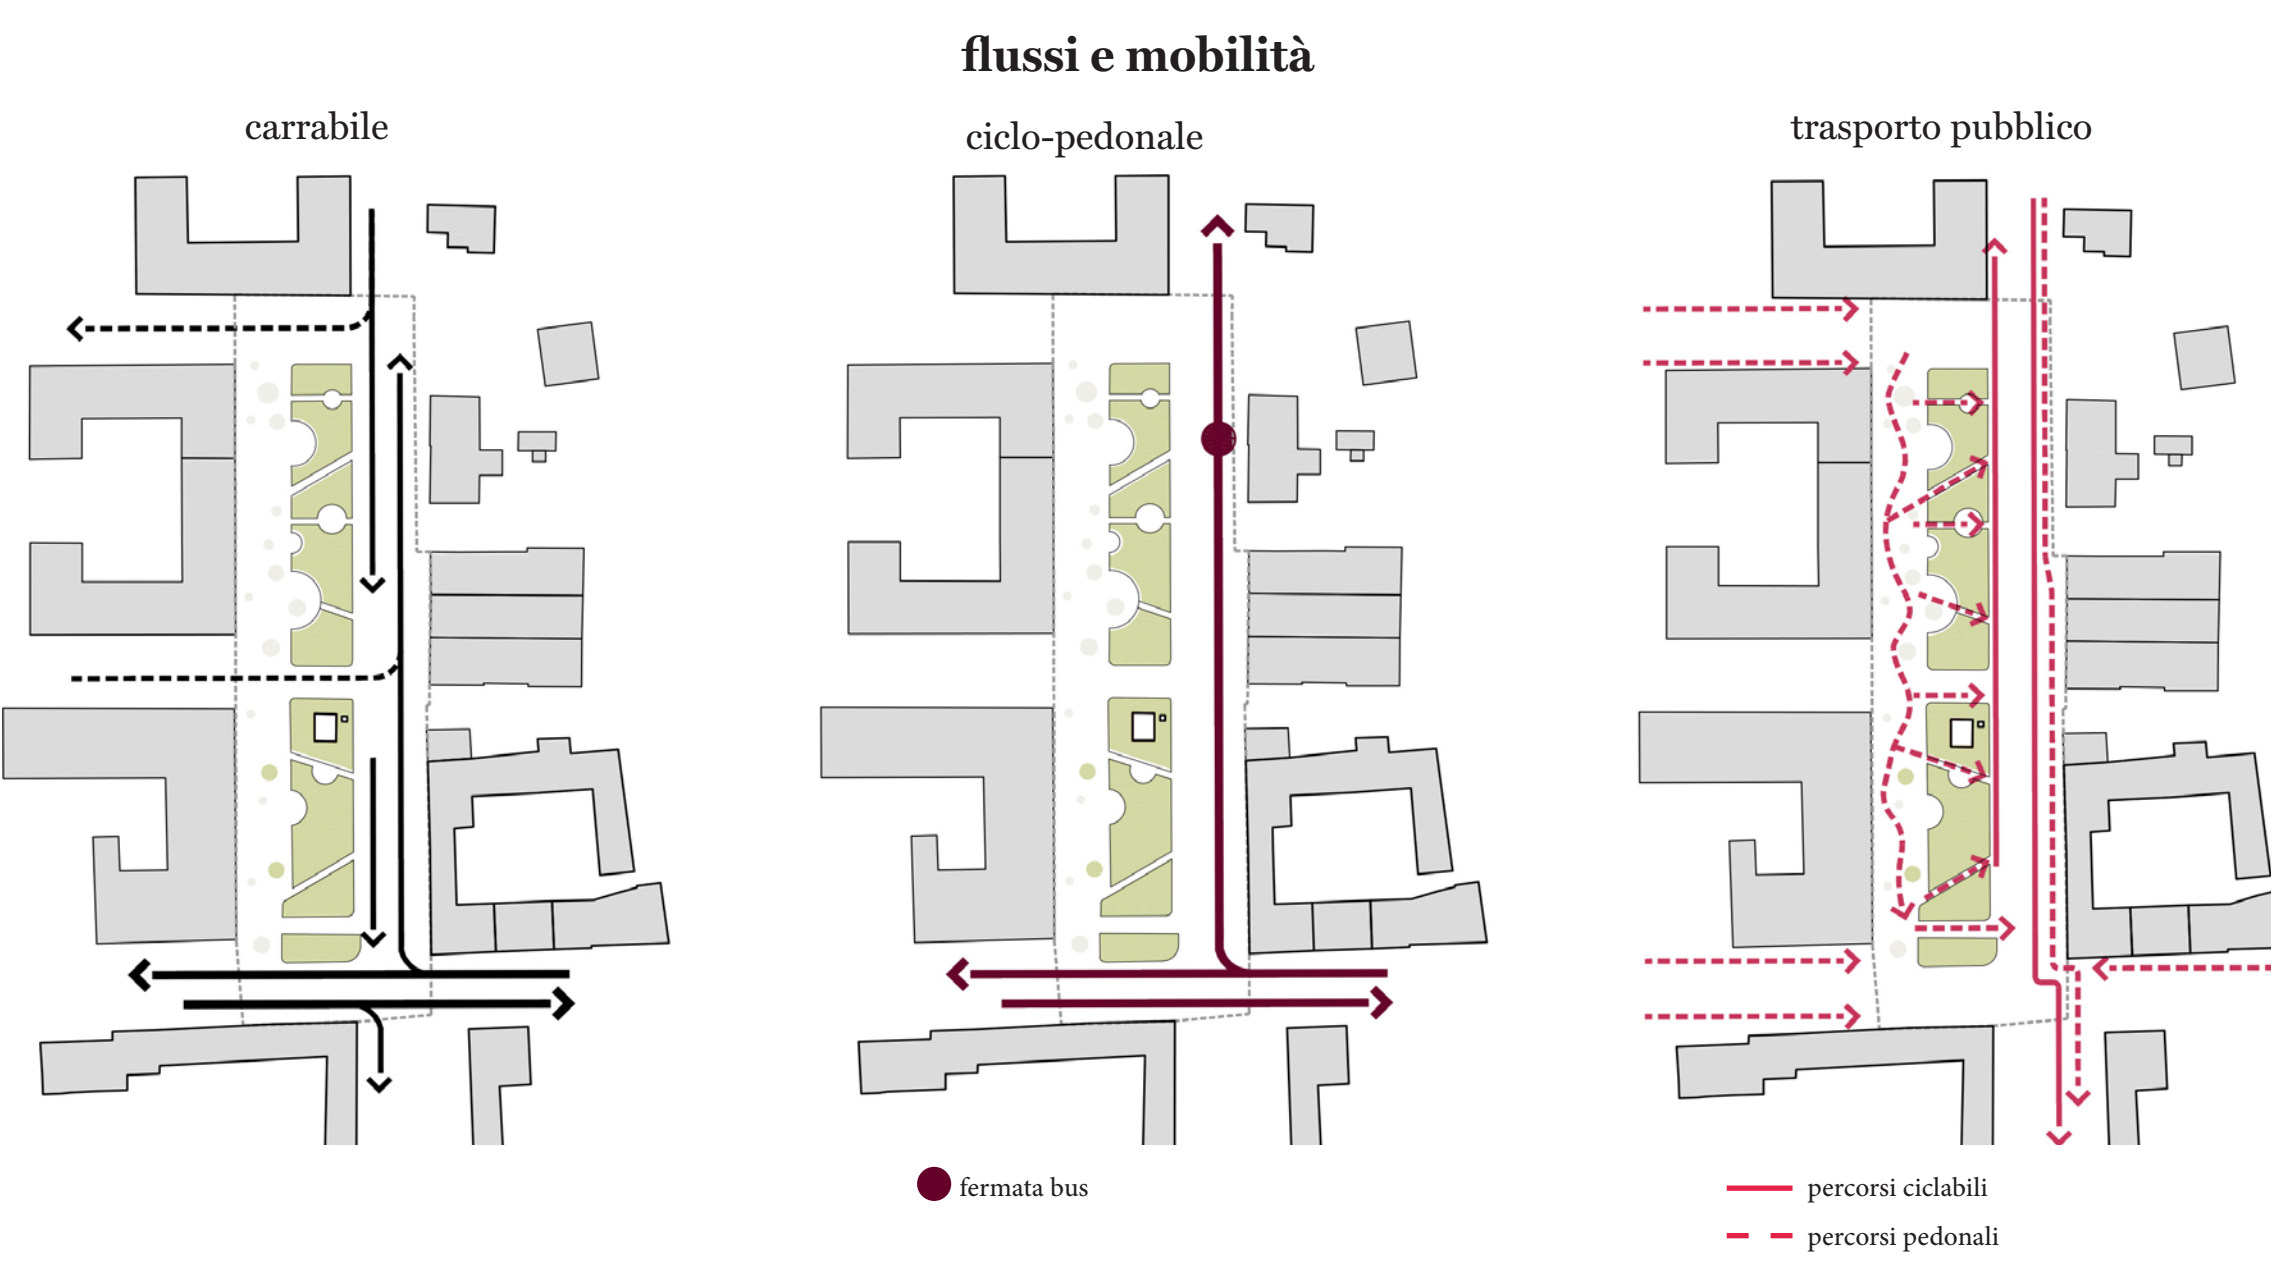 flussi e mobilità
carrabile
ciclo-pedonale
trasporto pubblico
fermata bus
percorsi ciclabili
percorsi pedonali